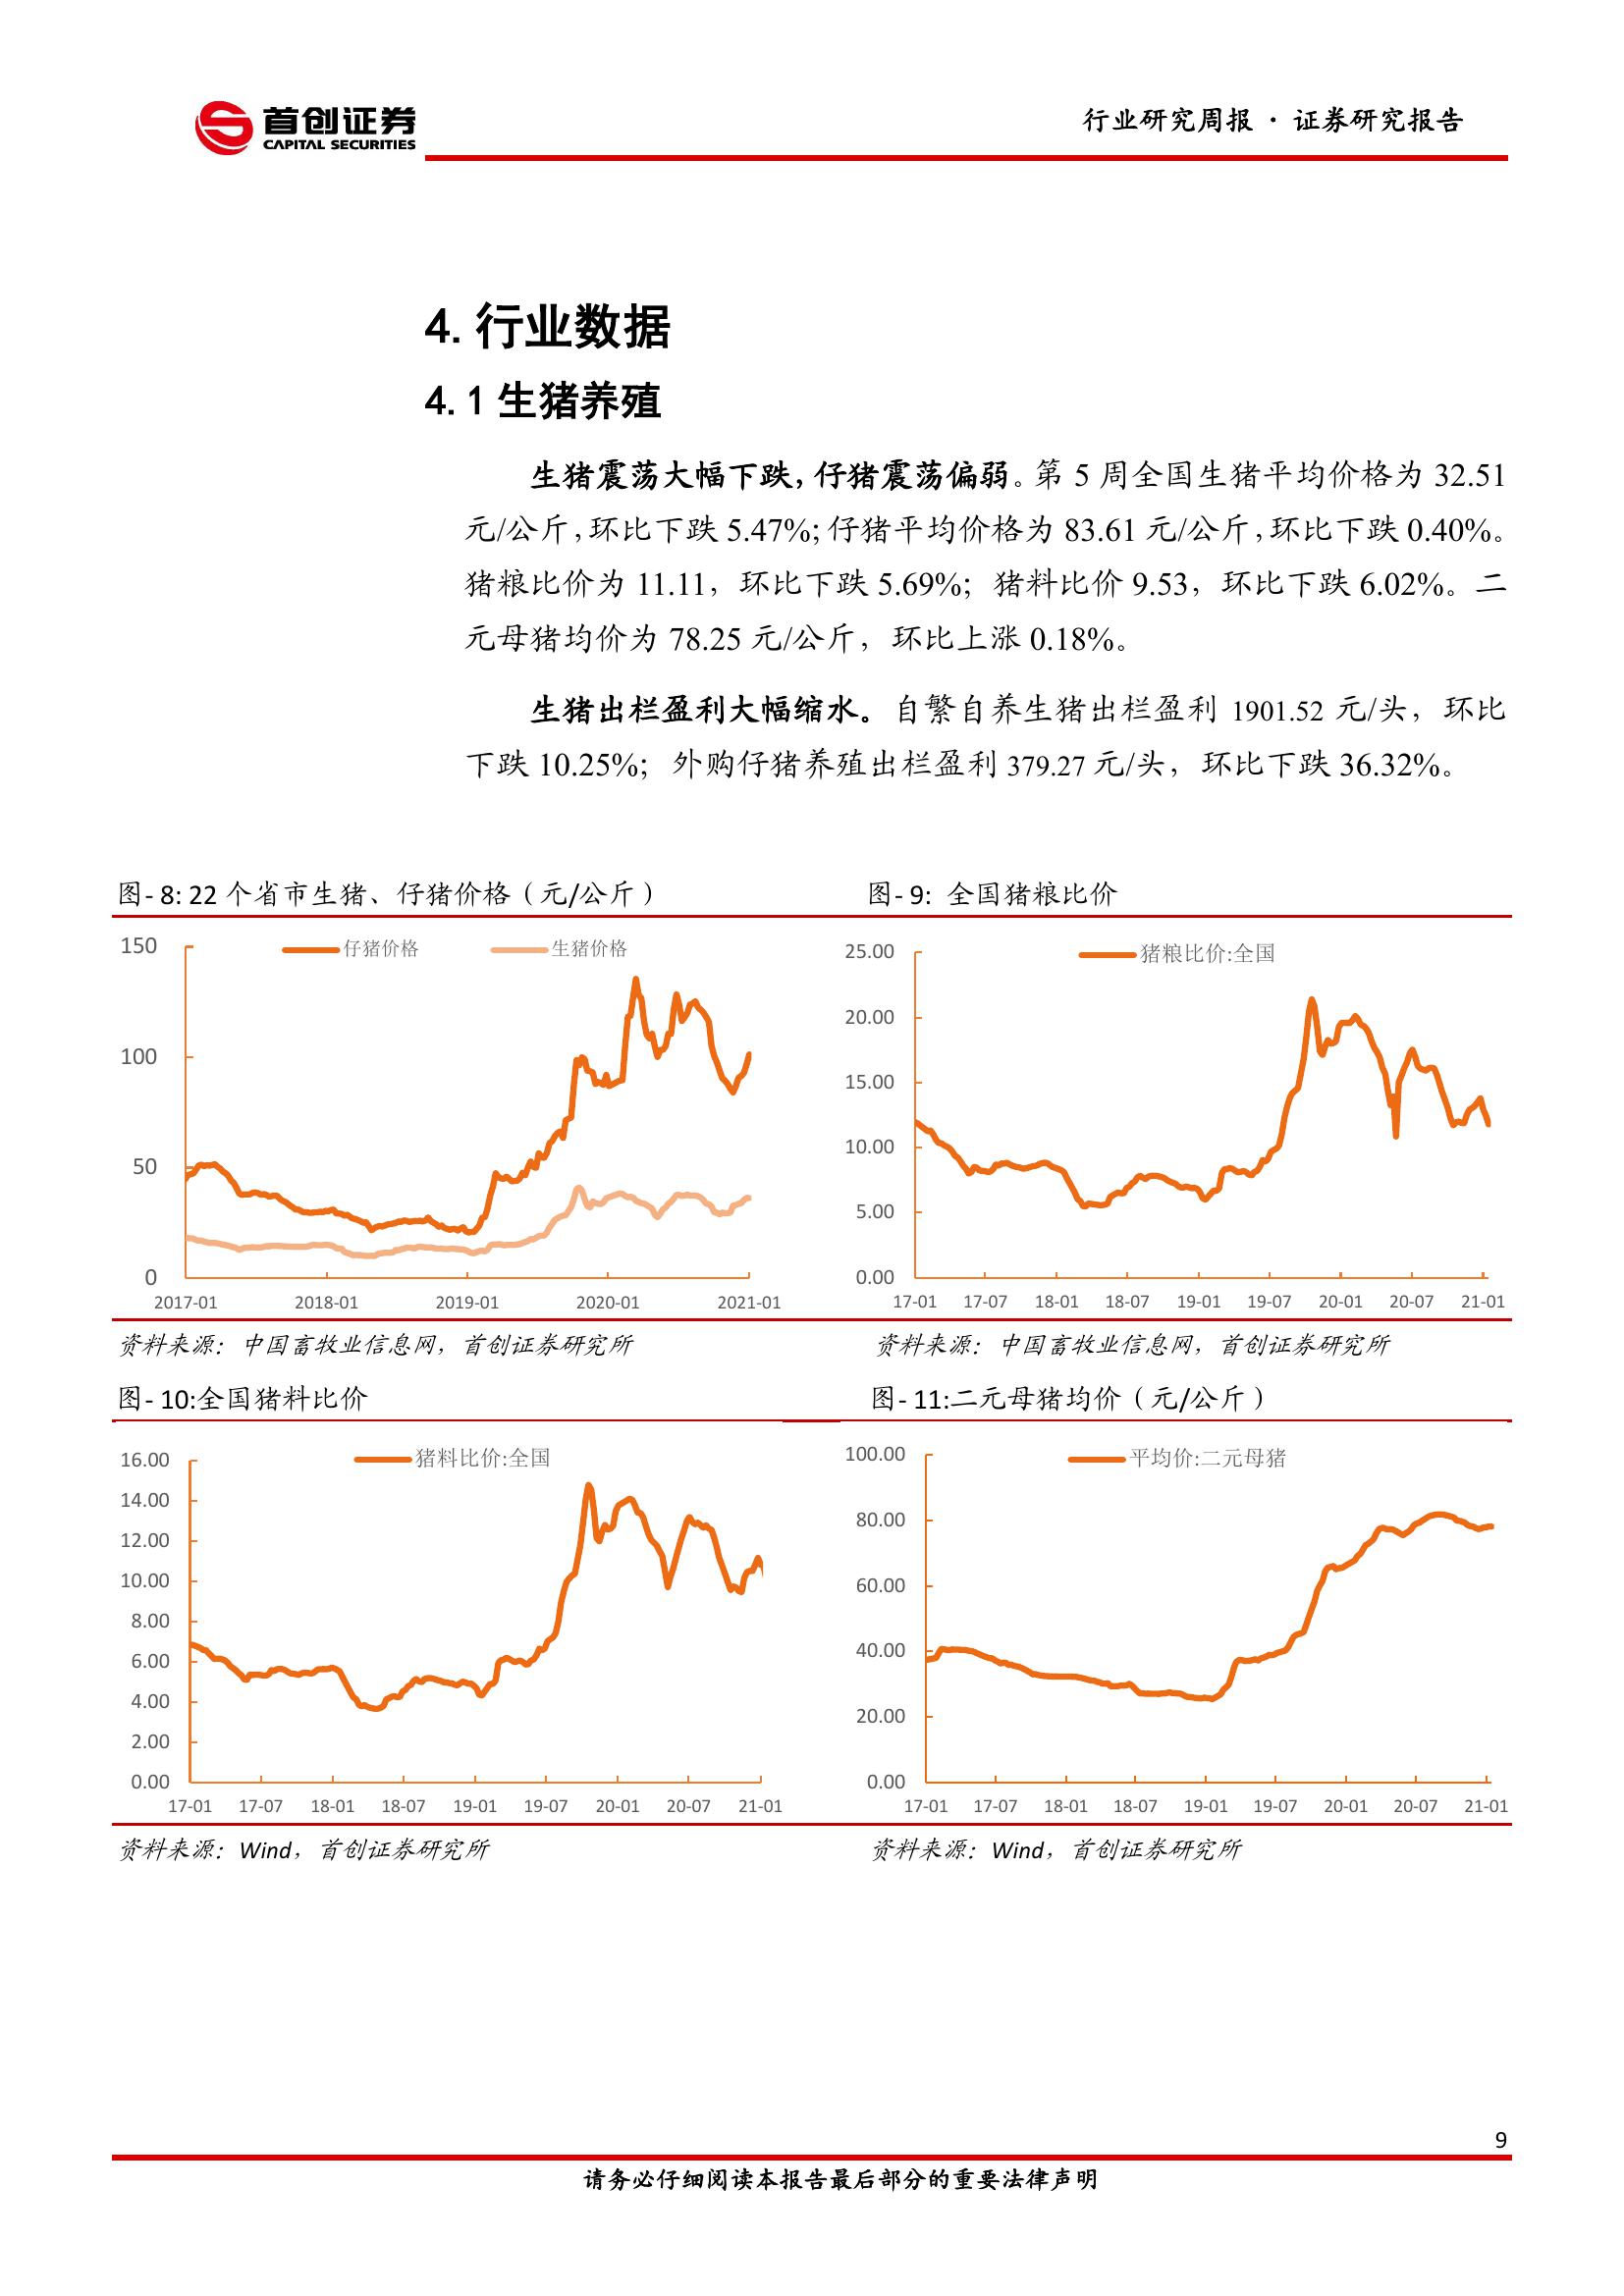 首创证券
CAPITAL SECURITIES
行业研究周报 · 证券研究报告
4. 行业数据
4.1 生猪养殖
生猪震荡大幅下跌，仔猪震荡偏弱。第 5 周全国生猪平均价格为 32.51
元/公斤，环比下跌 5.47%；仔猪平均价格为 83.61 元/公斤，环比下跌 0.40%。
猪粮比价为 11.11，环比下跌 5.69%；猪料比价 9.53，环比下跌 6.02%。二
元母猪均价为 78.25 元/公斤，环比上涨 0.18%。
生猪出栏盈利大幅缩水。自繁自养生猪出栏盈利 1901.52 元/头，环比
下跌 10.25%；外购仔猪养殖出栏盈利 379.27 元/头，环比下跌 36.32%。
图- 8: 22 个省市生猪、仔猪价格（元/公斤）
仔猪价格 生猪价格
150
100
50
0
2017-01 2018-01 2019-01 2020-01 2021-01
资料来源：中国畜牧业信息网，首创证券研究所
图- 9: 全国猪粮比价
猪粮比价:全国
25.00
20.00
15.00
10.00
5.00
0.00
17-01 17-07 18-01 18-07 19-01 19-07 20-01 20-07 21-01
资料来源：中国畜牧业信息网，首创证券研究所
图- 10:全国猪料比价
猪料比价:全国
16.00
14.00
12.00
10.00
8.00
6.00
4.00
2.00
0.00
17-01 17-07 18-01 18-07 19-01 19-07 20-01 20-07 21-01
资料来源：Wind，首创证券研究所
图- 11:二元母猪均价（元/公斤）
平均价:二元母猪
100.00
80.00
60.00
40.00
20.00
0.00
17-01 17-07 18-01 18-07 19-01 19-07 20-01 20-07 21-01
资料来源：Wind，首创证券研究所
9
请务必仔细阅读本报告最后部分的重要法律声明